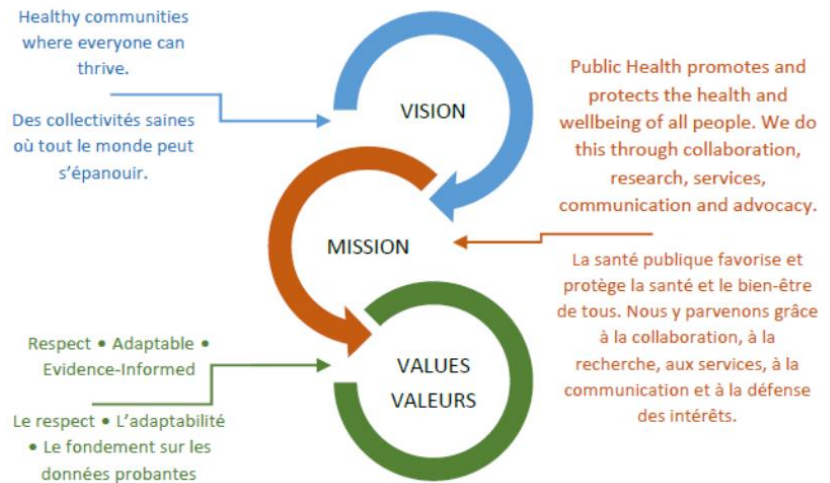 Healthy communities
where everyone can
thrive.
Des collectivités saines
où tout le monde peut
s'épanouir.
VISION
Public Health promotes and
protects the health and
wellbeing of all people. We do
this through collaboration,
research, services,
communication and advocacy.
MISSION
La santé publique favorise et
protège la santé et le bien-être
de tous. Nous y parvenons grâce
à la collaboration, à la
recherche, aux services, à la
communication et à la défense
des intérêts.
Respect • Adaptable •
Evidence-Informed
Le respect • L'adaptabilité
• Le fondement sur les
données probantes
VALUES
VALEURS